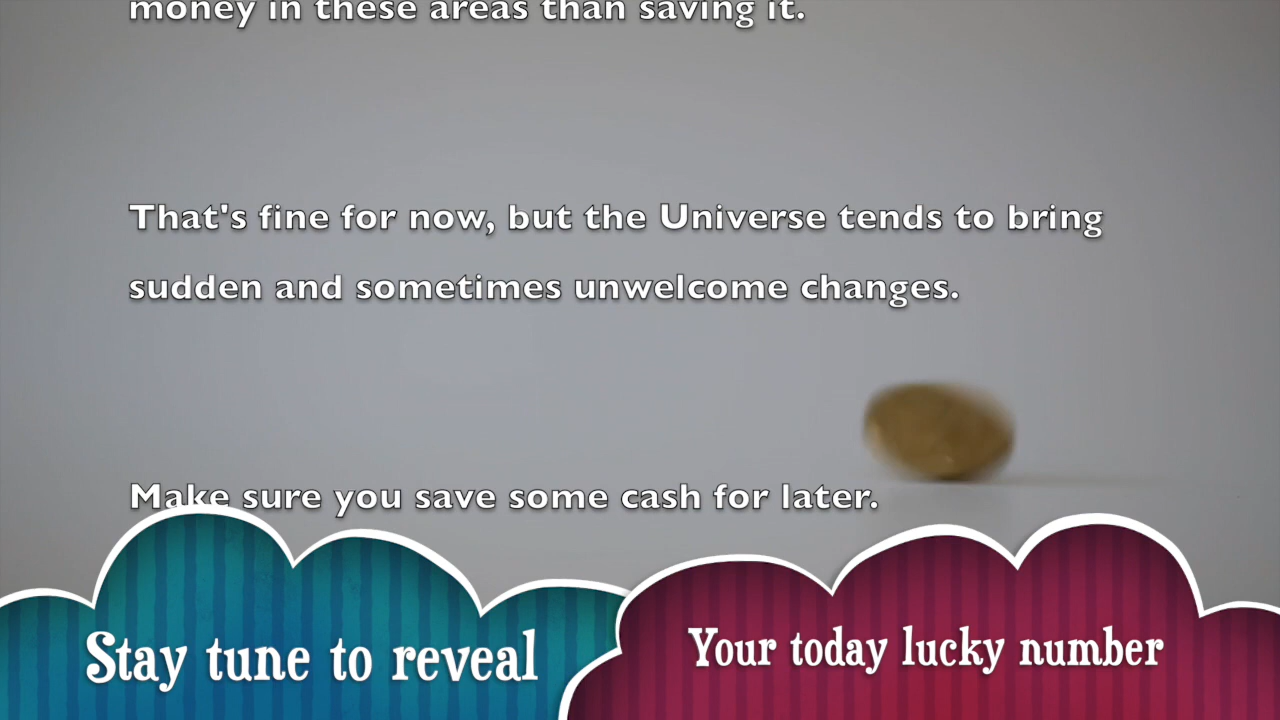 money in these areas than saving it.
That's fine for now, but the Universe tends to bring
sudden and sometimes unwelcome changes.
Make sure you save some cash for later.
Stay tune to reveal
Your today lucky number